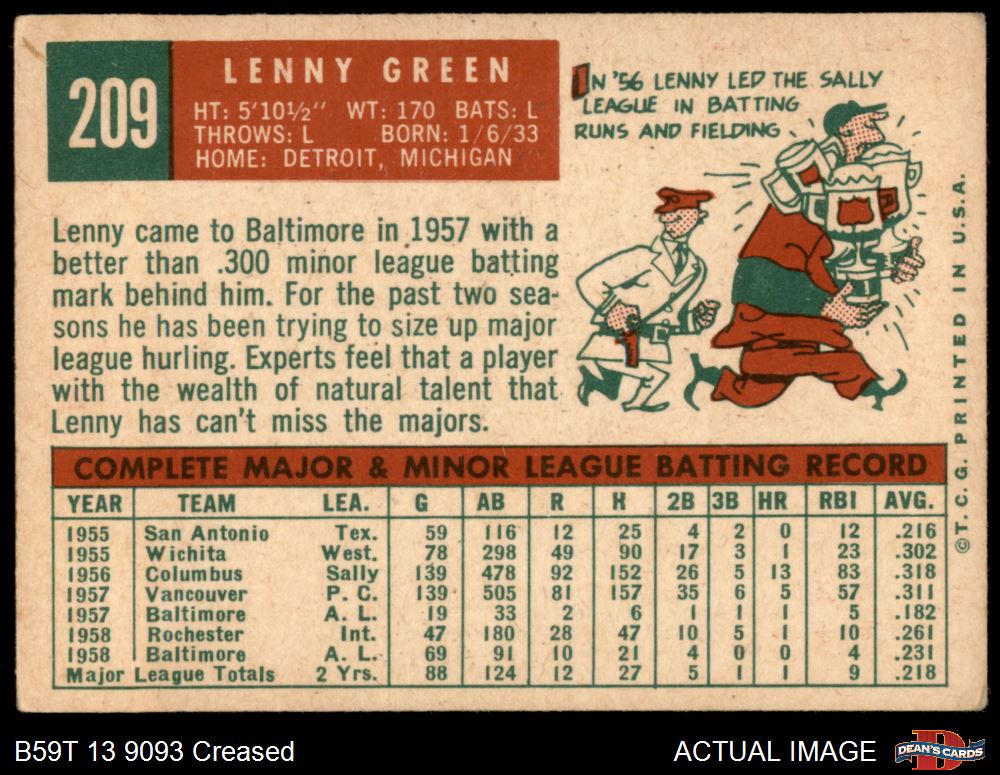 209
LENNY GREEN
HT: 5'10½" WT: 170 BATS: L
THROWS: L BORN: 1/6/33
HOME: DETROIT, MICHIGAN
IN '56 LENNY LED THE SALLY
LEAGUE IN BATTING
RUNS AND FIELDING
Lenny came to Baltimore in 1957 with a
better than .300 minor league batting
mark behind him. For the past two sea-
sons he has been trying to size up major
league hurling. Experts feel that a player
with the wealth of natural talent that
Lenny has can't miss the majors.
©T.C.G. PRINTED IN U.S.A.
COMPLETE MAJOR & MINOR LEAGUE BATTING RECORD
YEAR TEAM LEA. G AB R H 2B 3B HR RBI AVG.
1955 San Antonio Tex. 59 116 12 25 4 2 0 12 .216
1955 Wichita West. 78 298 49 90 17 3 1 23 .302
1956 Columbus Sally 139 478 92 152 26 5 13 83 .318
1957 Vancouver P. C. 139 505 81 157 35 6 5 57 .311
1957 Baltimore A. L. 19 33 2 6 1 1 1 5 .182
1958 Rochester Int. 47 180 28 47 10 5 1 10 .261
1958 Baltimore A. L. 69 91 10 21 4 0 0 4 .231
Major League Totals 2 Yrs. 88 124 12 27 5 1 1 9 .218
B59T 13 9093 Creased
ACTUAL IMAGE
D
DEAN'S CARDS